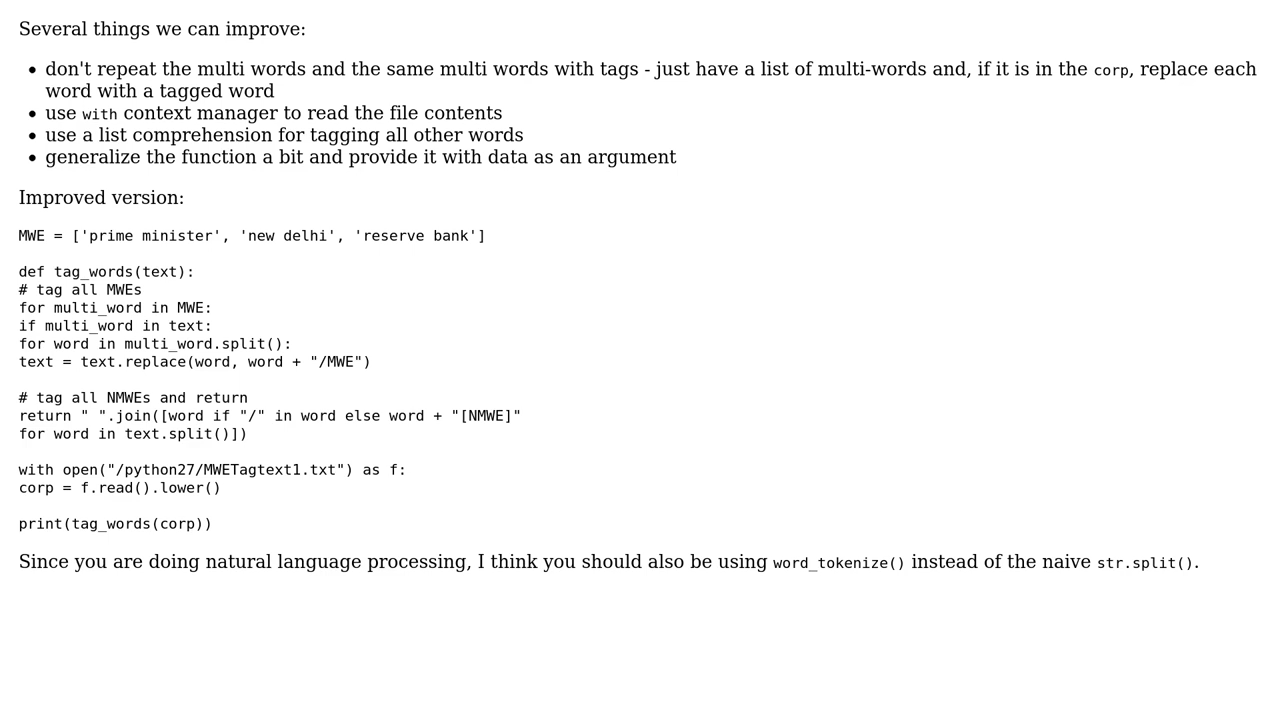 Several things we can improve:
• don't repeat the multi words and the same multi words with tags - just have a list of multi-words and, if it is in the corp, replace each
word with a tagged word
• use with context manager to read the file contents
• use a list comprehension for tagging all other words
• generalize the function a bit and provide it with data as an argument
Improved version:
MWE = ['prime minister', 'new delhi', 'reserve bank']
def tag_words(text):
# tag all MWEs
for multi_word in MWE:
if multi_word in text:
for word in multi_word.split():
text = text.replace(word, word + "/MWE")
# tag all NMWEs and return
return " ".join([word if "/" in word else word + "[NMWE]"
for word in text.split()])
with open("/python27/MWETagtext1.txt") as f:
corp = f.read().lower()
print(tag_words(corp))
Since you are doing natural language processing, I think you should also be using word_tokenize() instead of the naive str.split().